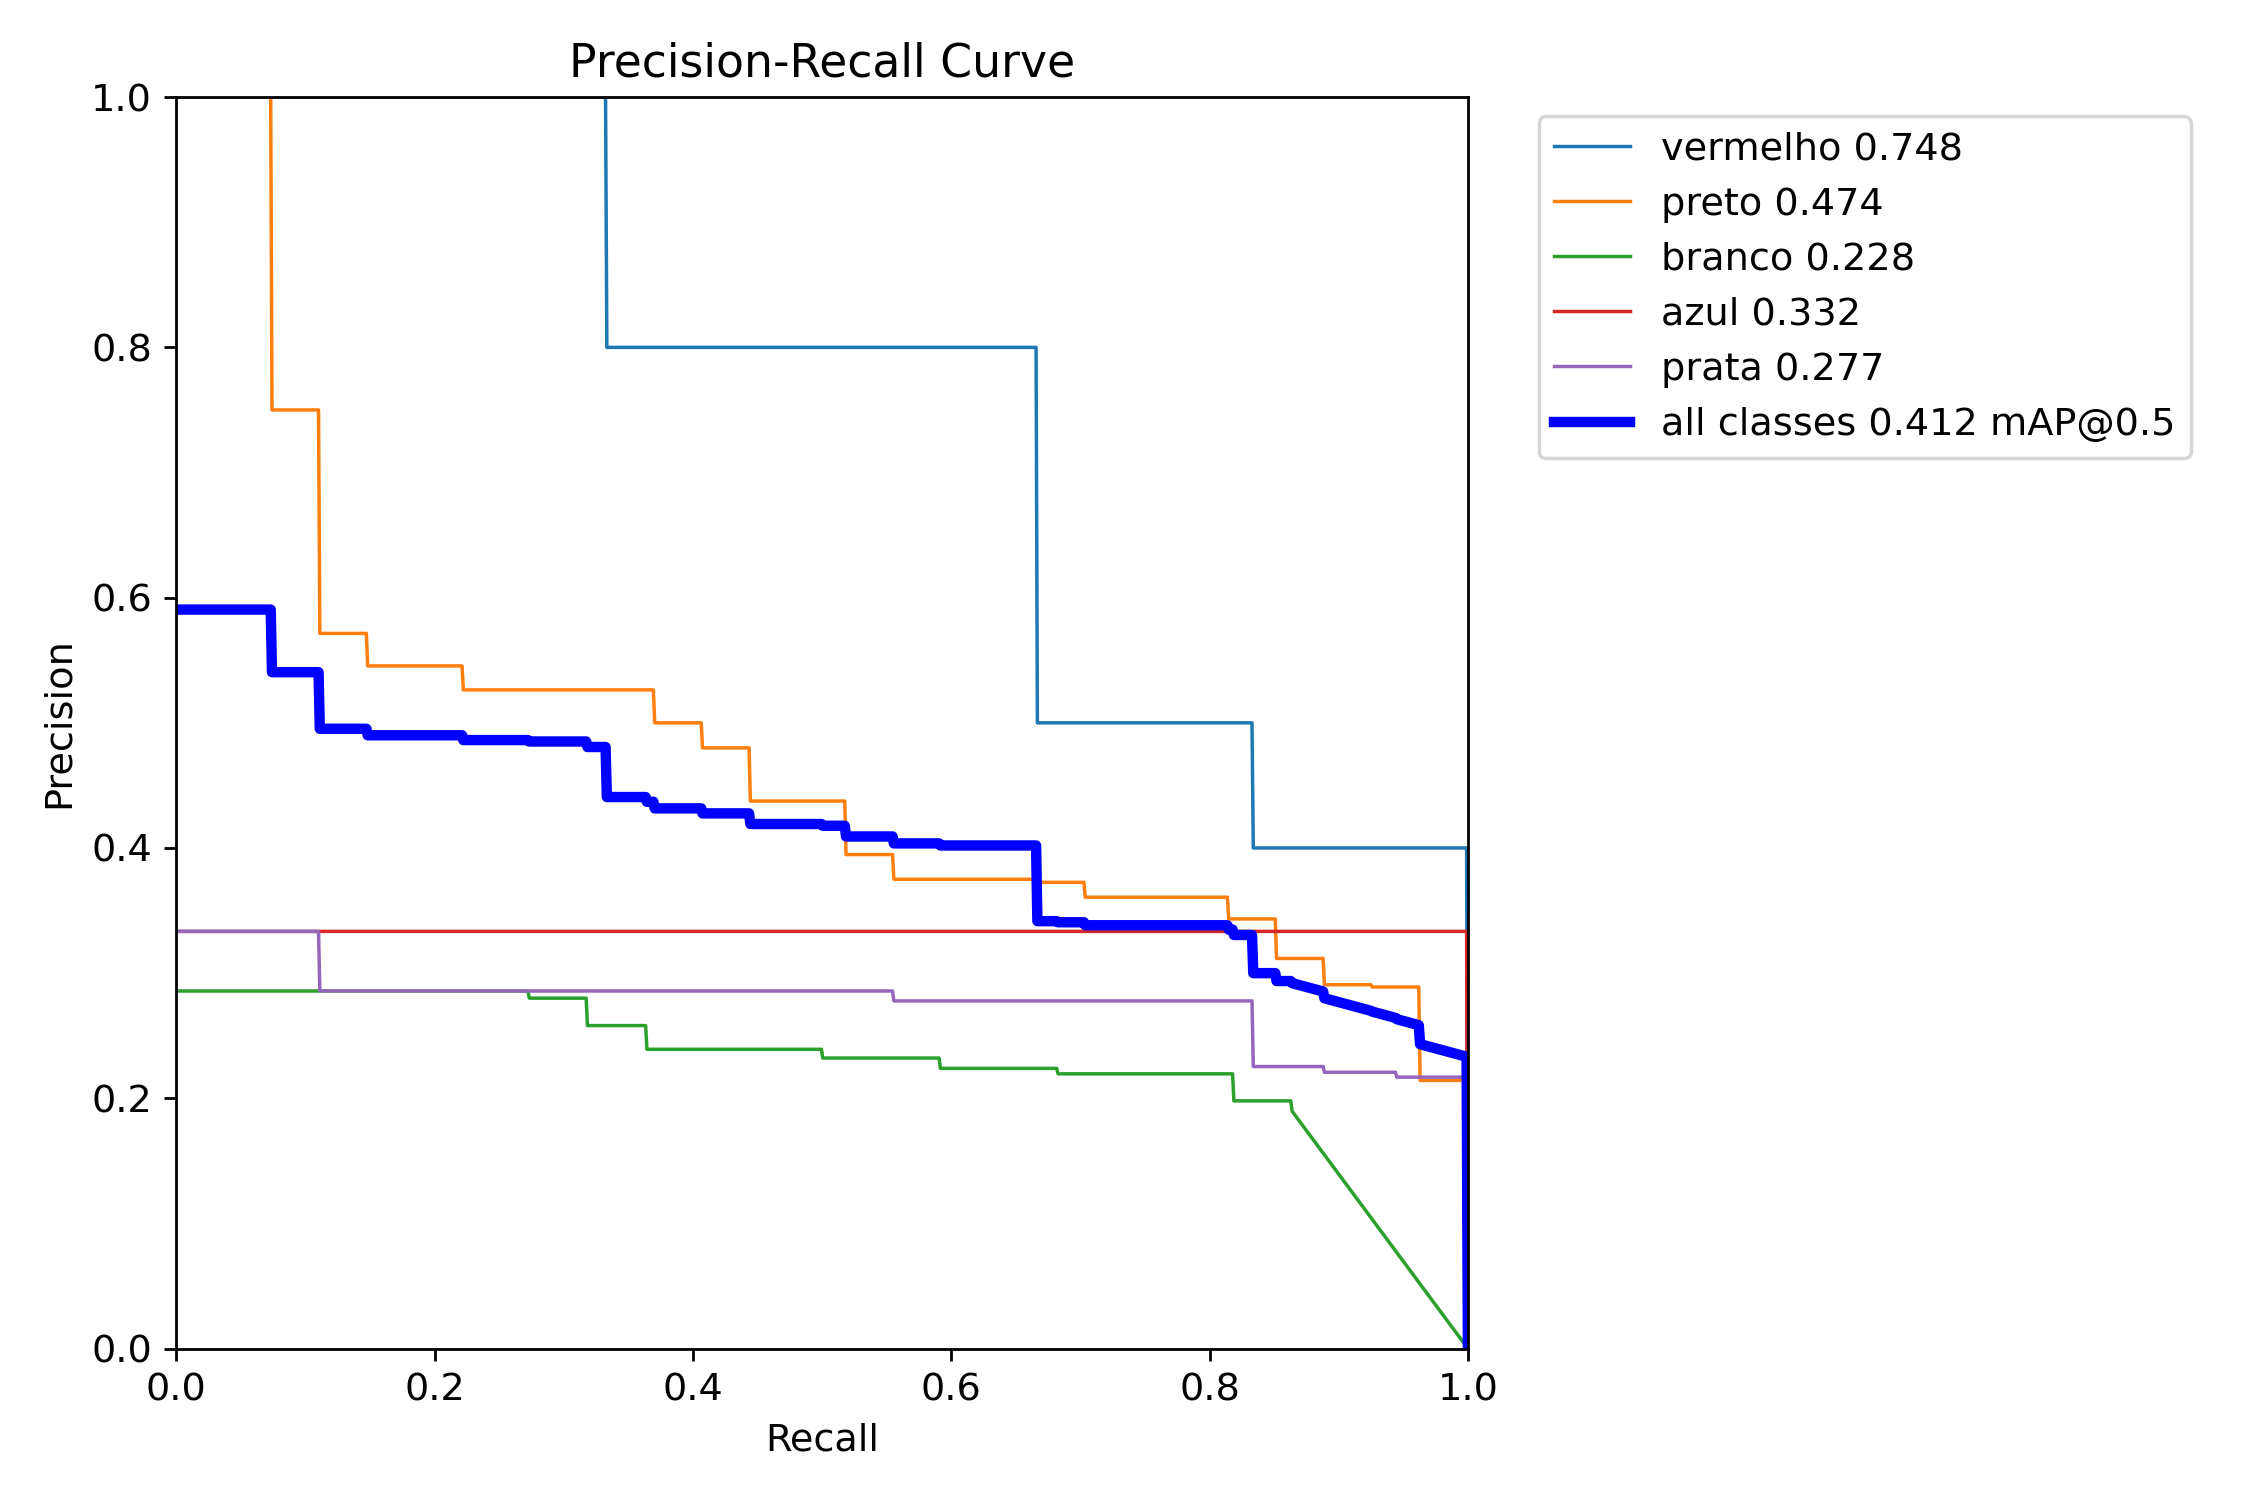 Precision-Recall Curve
1.0
0.8
0.6
0.4
0.2
0.0
Precision
0.0 0.2 0.4 0.6 0.8 1.0
Recall
vermelho 0.748
preto 0.474
branco 0.228
azul 0.332
prata 0.277
all classes 0.412 mAP@0.5